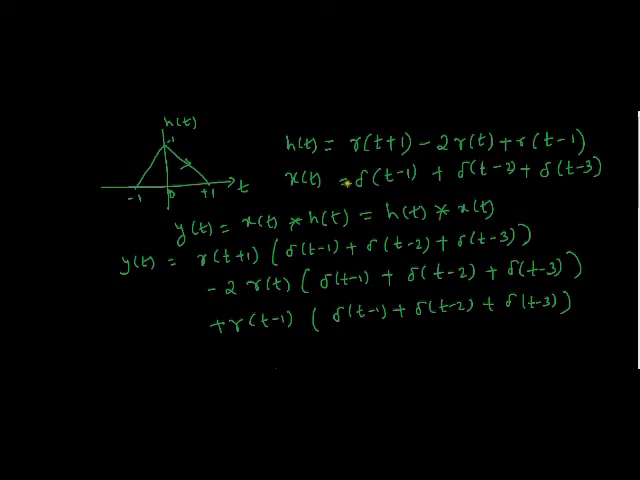 h(t)
1
-1 0 +1 t
h(t) = r(t+1) - 2r(t) + r(t-1)
x(t) = δ(t-1) + δ(t-2) + δ(t-3)
y(t) = x(t) * h(t) = h(t) * x(t)
y(t) = r(t+1) ( δ(t-1) + δ(t-2) + δ(t-3) )
- 2 r(t) ( δ(t-1) + δ(t-2) + δ(t-3) )
+ r(t-1) ( δ(t-1) + δ(t-2) + δ(t-3) )